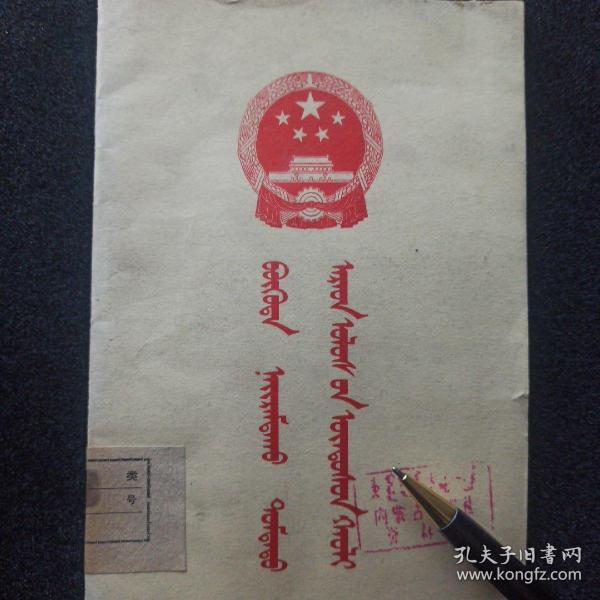 ᠪᠦᠭᠦᠳᠡ ᠨᠠᠶᠢᠷᠠᠮᠳᠠᠬᠤ ᠳᠤᠮᠳᠠᠳᠤ
ᠠᠷᠠᠳ ᠤᠯᠤᠰ ᠤᠨ ᠦᠨᠳᠦᠰᠦᠨ ᠬᠠᠤᠯᠢ
类号
孔夫子旧书网
www.kongfz.com